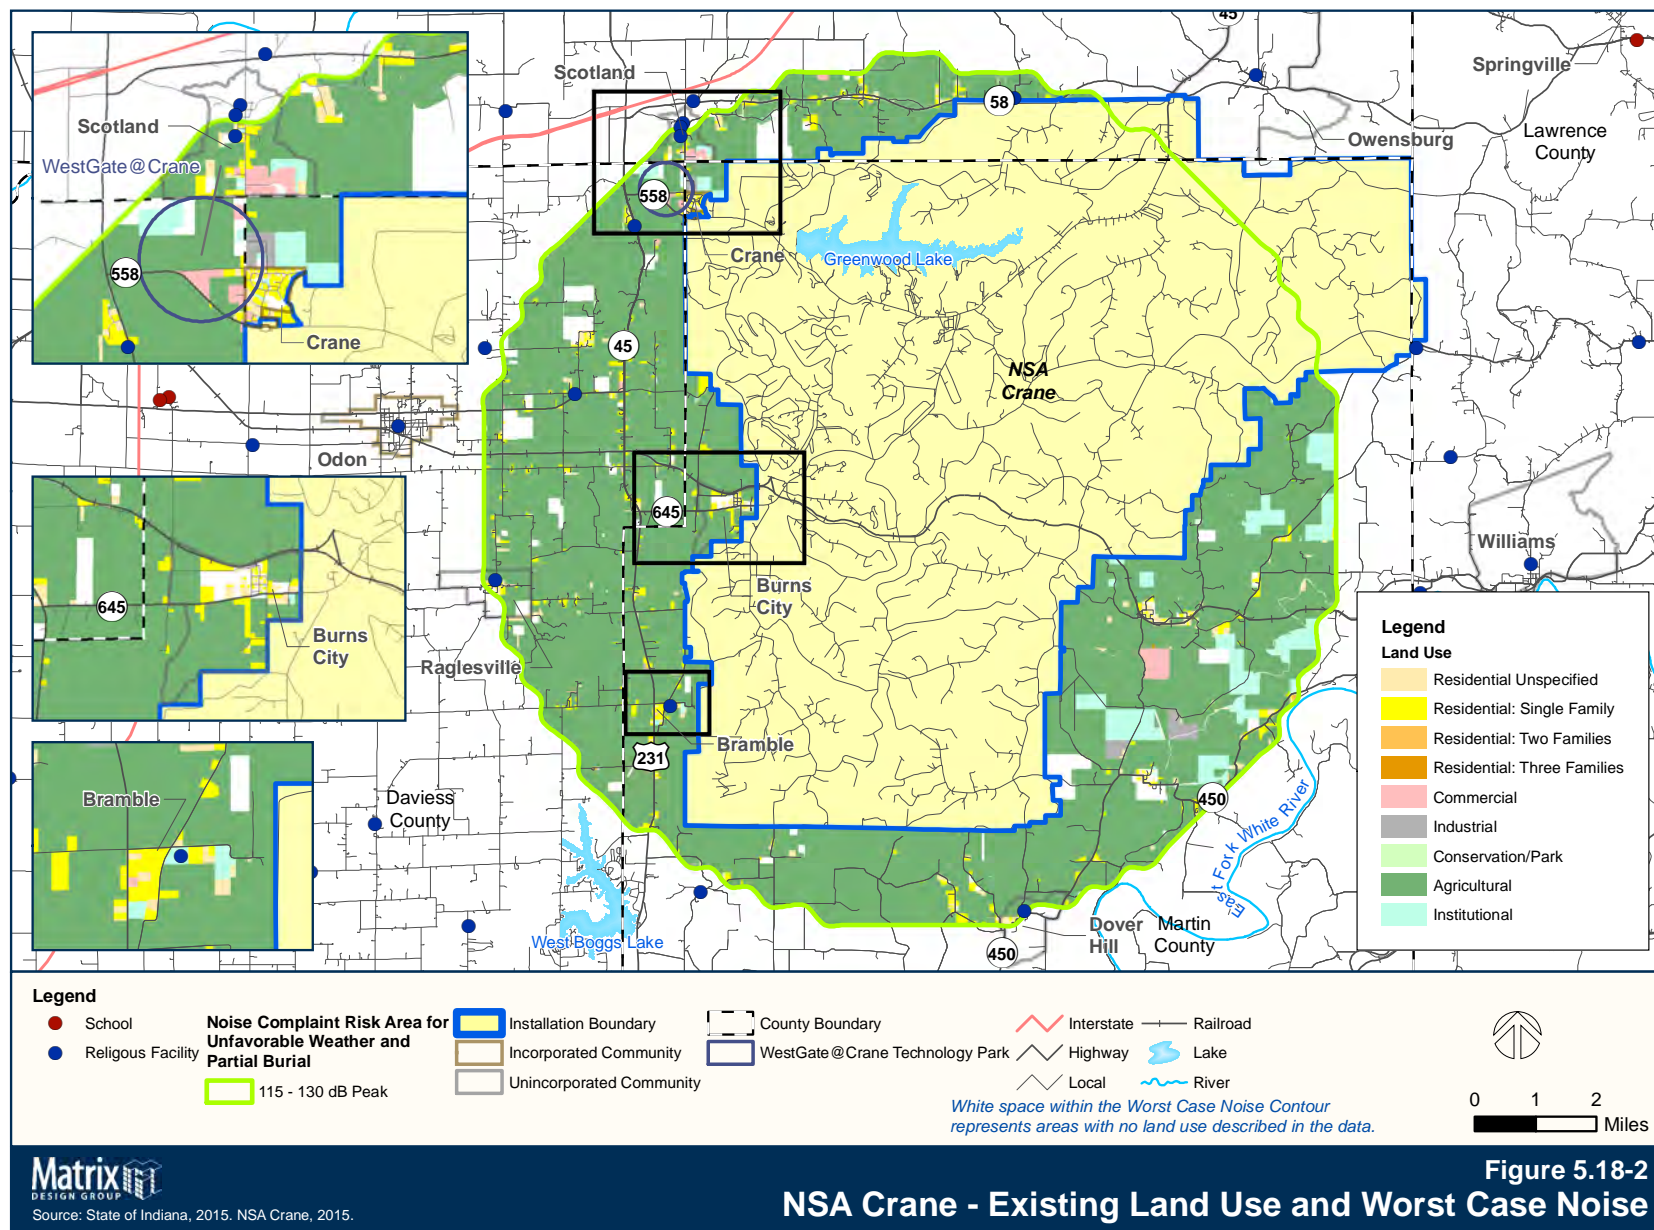 45
Springville
Scotland
58
Owensburg
Lawrence
County
Scotland
WestGate@Crane
558
Crane
558
Crane
Greenwood Lake
45
NSA
Crane
Odon
645
Williams
645
Burns
City
Burns
City
Raglesville
Bramble
231
Bramble
Daviess
County
450
East Fork White River
West Boggs Lake
Dover
Hill
Martin
County
450
Legend
Land Use
Residential Unspecified
Residential: Single Family
Residential: Two Families
Residential: Three Families
Commercial
Industrial
Conservation/Park
Agricultural
Institutional
Legend
School
Religous Facility
Noise Complaint Risk Area for
Unfavorable Weather and
Partial Burial
115 - 130 dB Peak
Installation Boundary
Incorporated Community
Unincorporated Community
County Boundary
WestGate@Crane Technology Park
Interstate
Highway
Local
Railroad
Lake
River
White space within the Worst Case Noise Contour
represents areas with no land use described in the data.
0 1 2
Miles
Matrix
DESIGN GROUP
Source: State of Indiana, 2015. NSA Crane, 2015.
Figure 5.18-2
NSA Crane - Existing Land Use and Worst Case Noise